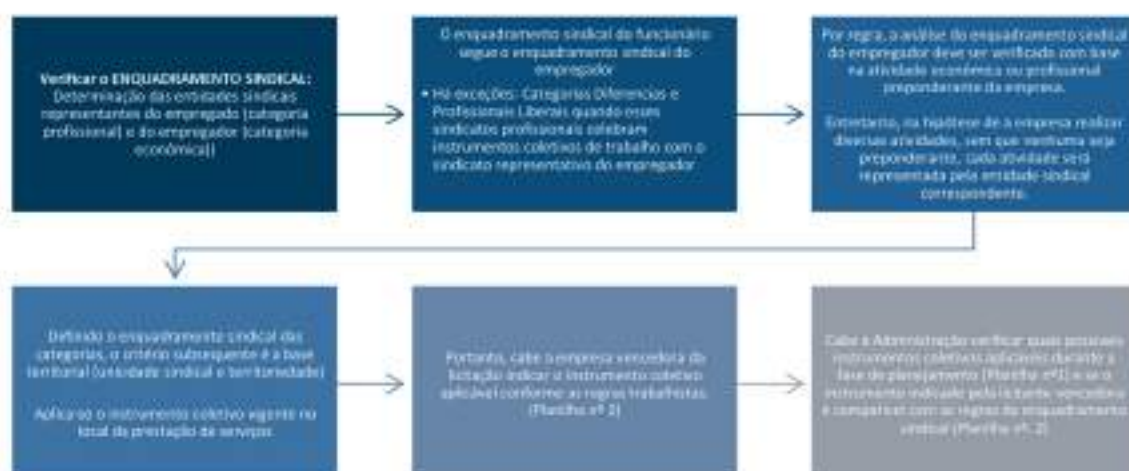 Verificar o ENQUADRAMENTO SINDICAL:
Determinação das entidades sindicais
representantes do empregado (categoria
profissional) e do empregador (categoria
econômica))
O enquadramento sindical do funcionário
segue o enquadramento sindical do
empregador
• Há exceções: Categorias Diferencias e
Profissionais Liberais quando esses
sindicatos profissionais celebram
instrumentos coletivos de trabalho com o
sindicato representativo do empregador
Por regra, a análise do enquadramento sindical
do empregador deve ser verificado com base
na atividade econômica ou profissional
preponderante da empresa.
Entertanto, na hipótese de a empresa realizar
diversas atividades, sem que nenhuma seja
preponderante, cada atividade será
representada pela entidade sindical
correspondente.
Definido o enquadramento sindical das
categorias, o critério subsequente é a base
territorial (unicidade sindical e territoriedade)
Aplica-se o instrumento coletivo vigente no
local da prestação de serviços
Portanto, cabe a empresa vencedora da
licitação indicar o instrumento coletivo
aplicável conforme as regras trabalhistas.
(Planilha nº 2)
Cabe a Administração verificar quais possíveis
instrumentos coletivos aplicáveis durante a
fase de planejamento (Planilha nº1) e se o
instrumento indicado pela licitante vencedora
é compatível com as regras do enquadramento
sindical (Planilha nº. 2)